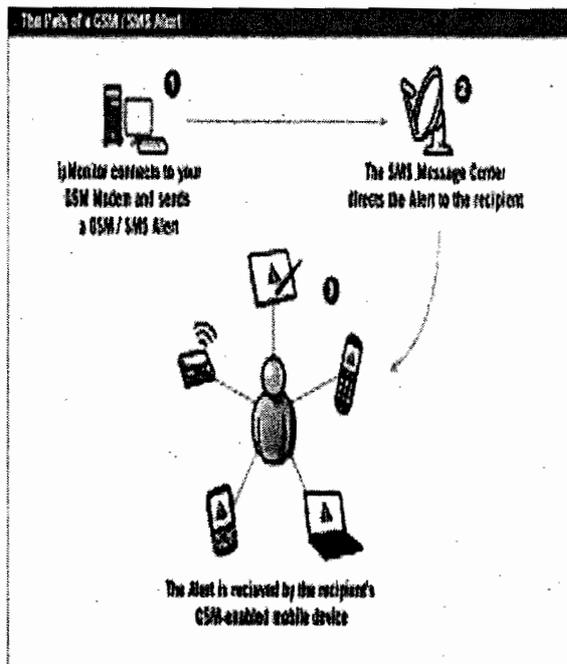 The Path of a GSM / SMS Alert
1
2
ipMonitor connects to your
GSM Modem and sends
a GSM / SMS Alert
The SMS Message Center
directs the Alert to the recipient
3
The Alert is recieved by the recipient's
GSM-enabled mobile device